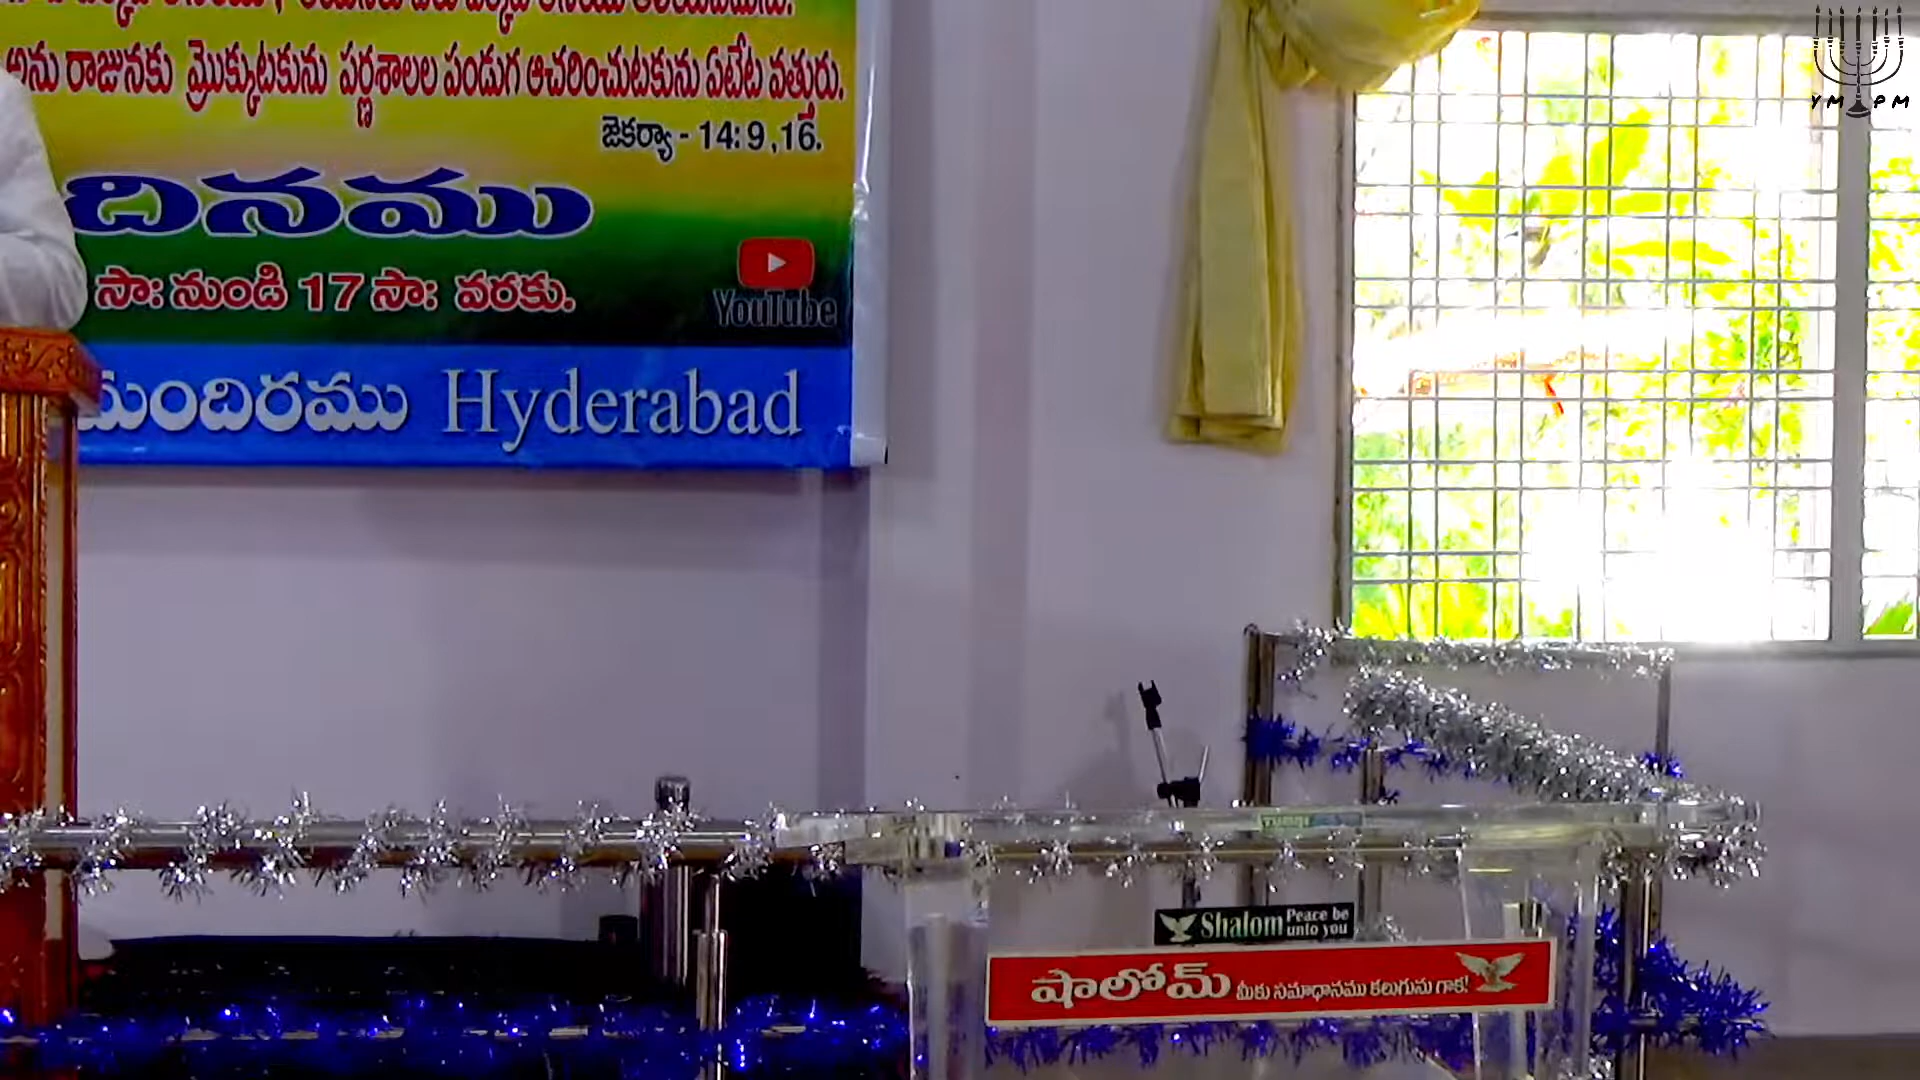 అను రాజునకు మ్రొక్కుటకును పర్ణశాలల పండుగ ఆచరించుటకును ఏటేట వత్తురు.
జెకర్యా - 14: 9 ,16.
దినము
సా: నుండి 17 సా: వరకు.
YouTube
మందిరము Hyderabad
Y M P M
Shalom Peace be unto you
షాలోమ్ మీకు సమాధానము కలుగును గాక!